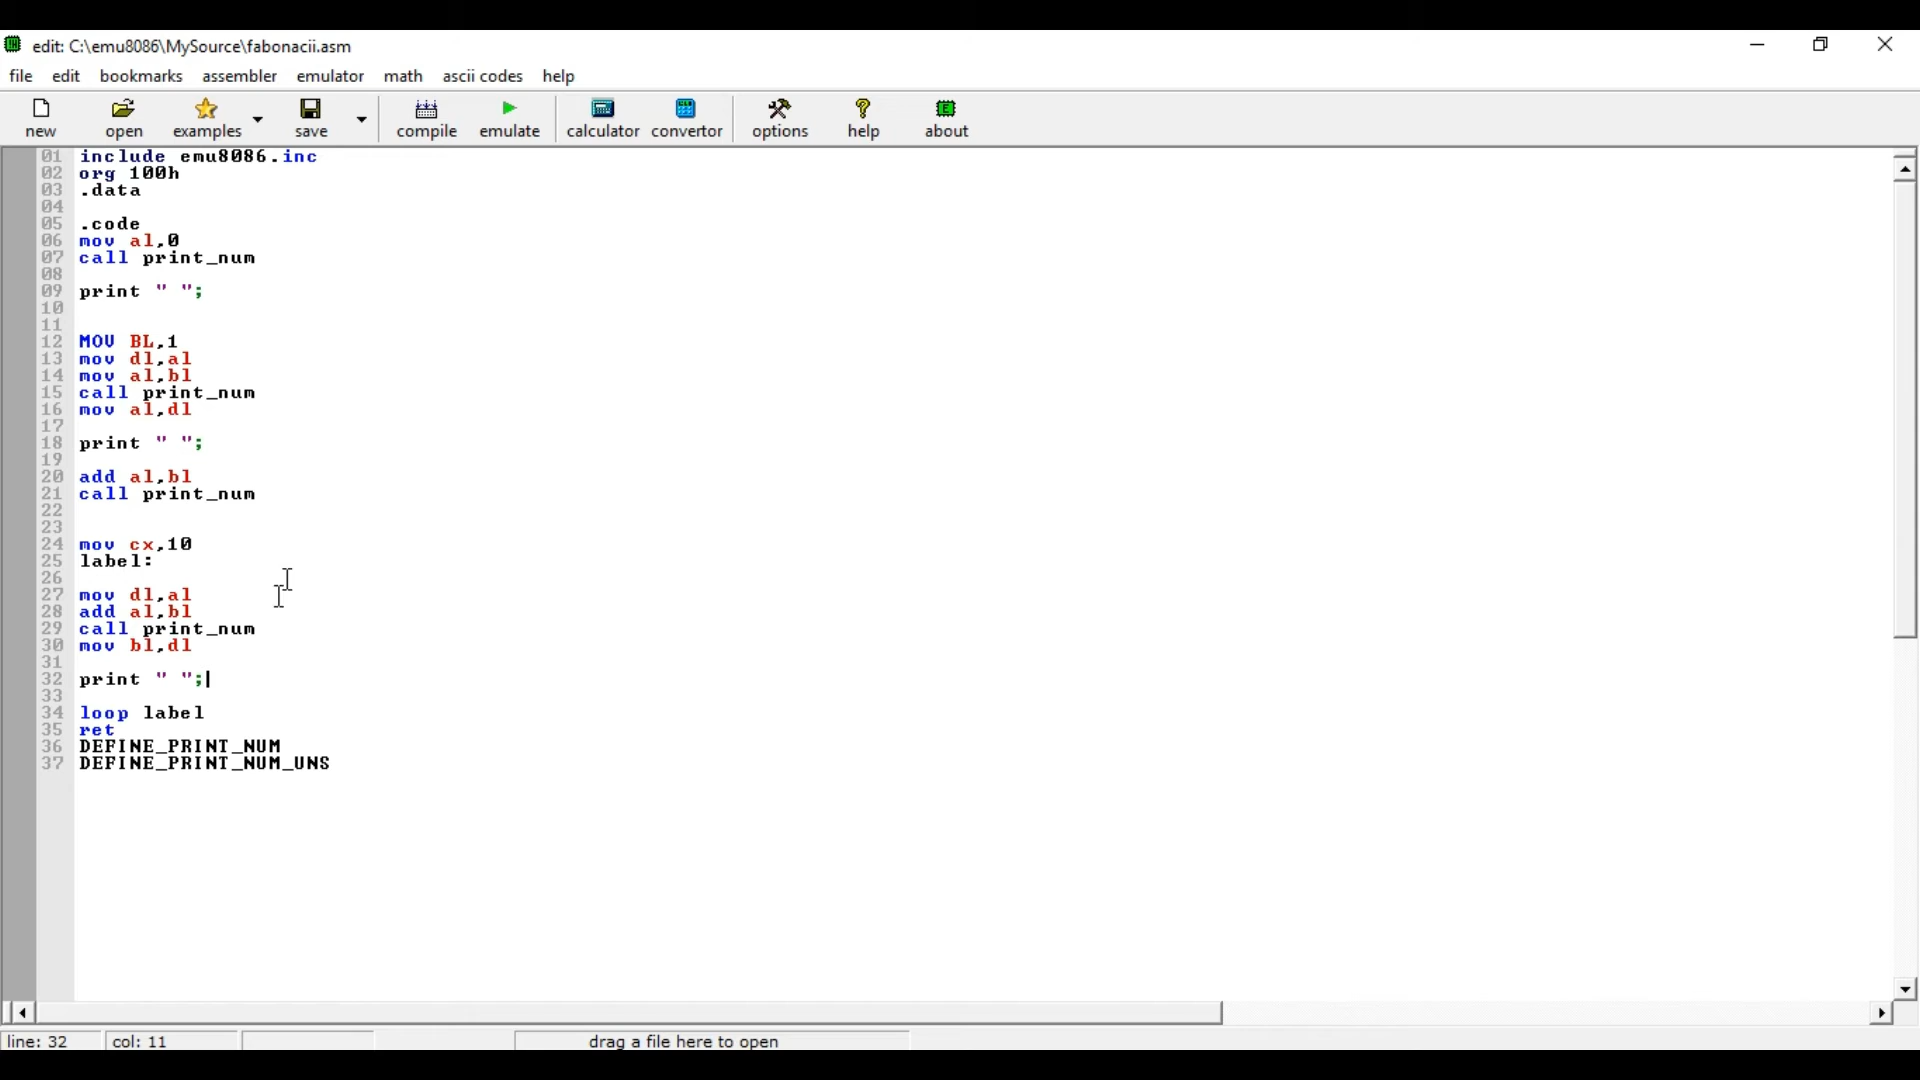 edit: C:\emu8086\MySource\fabonacii.asm
file edit bookmarks assembler emulator math ascii codes help
new open examples save compile emulate calculator convertor options help about
01 include emu8086.inc
02 org 100h
03 .data
04
05 .code
06 mov al,0
07 call print_num
08
09 print " ";
10
11
12 MOV BL,1
13 mov dl,al
14 mov al,bl
15 call print_num
16 mov al,dl
17
18 print " ";
19
20 add al,bl
21 call print_num
22
23
24 mov cx,10
25 label:
26
27 mov dl,al
28 add al,bl
29 call print_num
30 mov bl,dl
31
32 print " ";
33
34 loop label
35 ret
36 DEFINE_PRINT_NUM
37 DEFINE_PRINT_NUM_UNS
line: 32 col: 11 drag a file here to open